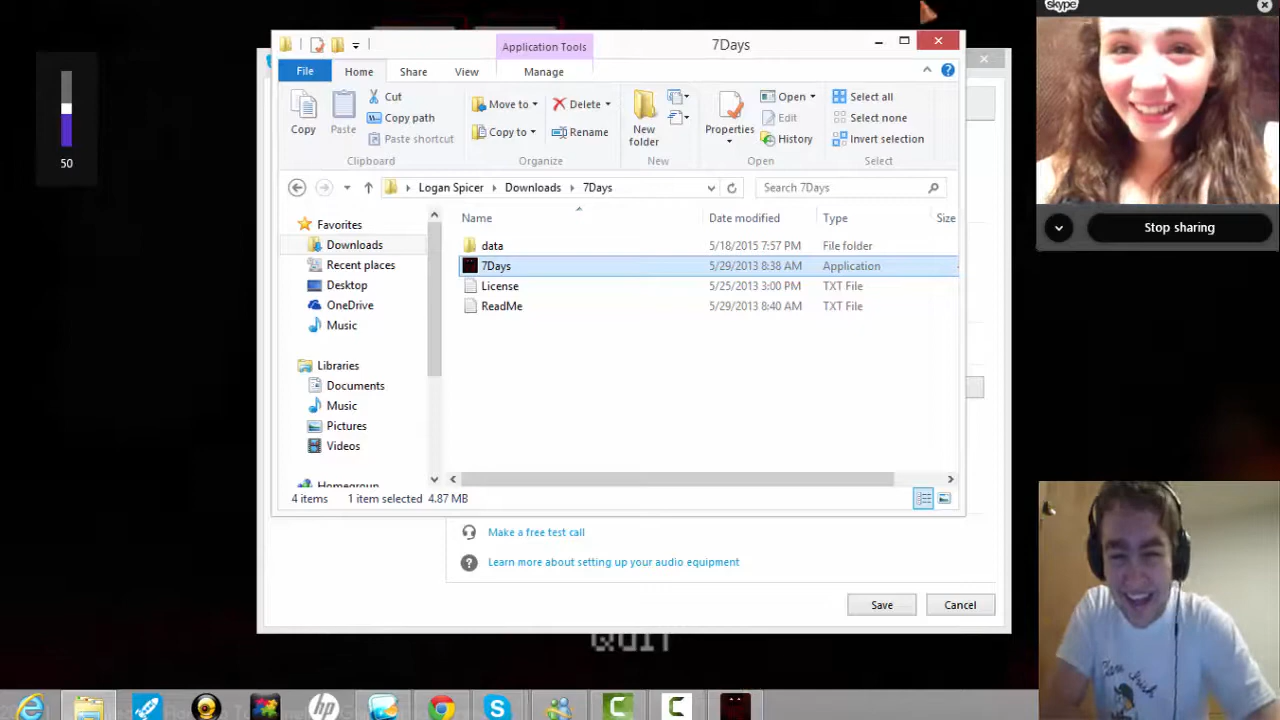 skype
Application Tools
7Days
File
Home
Share
View
Manage
Copy
Paste
Cut
Copy path
Paste shortcut
Clipboard
Move to
Copy to
Delete
Rename
Organize
New folder
New
Properties
Open
Edit
History
Open
Select all
Select none
Invert selection
Select
50
Stop sharing
Logan Spicer
Downloads
7Days
Search 7Days
Name
Date modified
Type
Size
Favorites
Downloads
Recent places
Desktop
OneDrive
Music
Libraries
Documents
Music
Pictures
Videos
Homegroup
data 5/18/2015 7:57 PM File folder
7Days 5/29/2013 8:38 AM Application
License 5/25/2013 3:00 PM TXT File
ReadMe 5/29/2013 8:40 AM TXT File
4 items 1 item selected 4.87 MB
Make a free test call
Learn more about setting up your audio equipment
Save
Cancel
QUIT